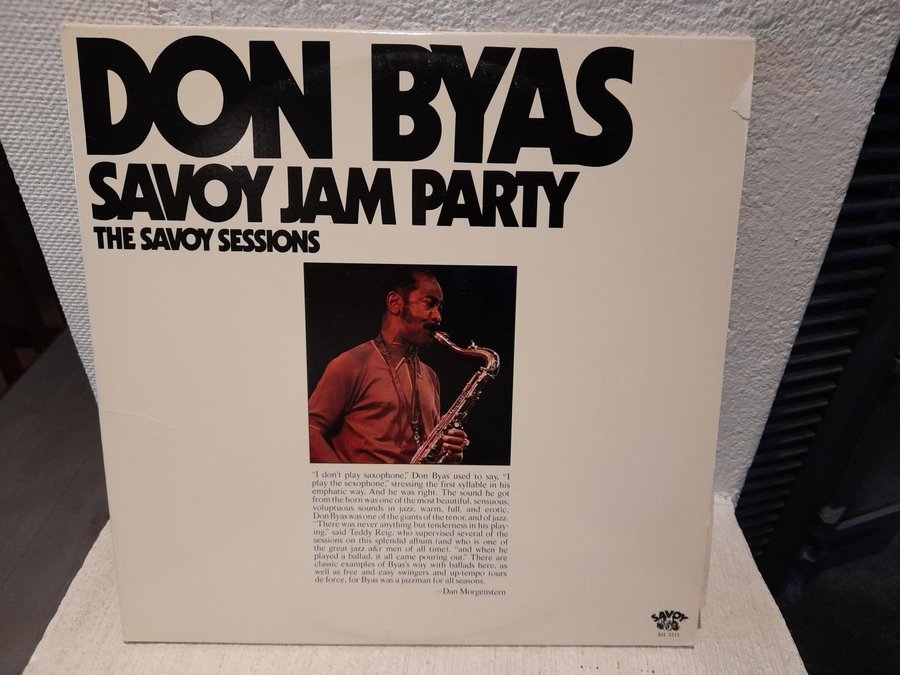 DON BYAS
SAVOY JAM PARTY
THE SAVOY SESSIONS
"I don't play saxophone," Don Byas used to say, "I
play the sexophone," stressing the first syllable in his
emphatic way. And he was right. The sound he got
from the horn was one of the most beautiful, sensuous,
voluptuous sounds in jazz, warm, full, and erotic.
Don Byas was one of the giants of the tenor, and of jazz.
"There was never anything but tenderness in his play-
ing," said Teddy Reig, who supervised several of the
sessions on this splendid album (and who is one of
the great jazz a&r men of all time), "and when he
played a ballad, it all came pouring out." There are
classic examples of Byas's way with ballads here, as
well as free and easy swingers and up-tempo tours
de force, for Byas was a jazzman for all seasons.
—Dan Morgenstern
SAVOY
SJL 2213